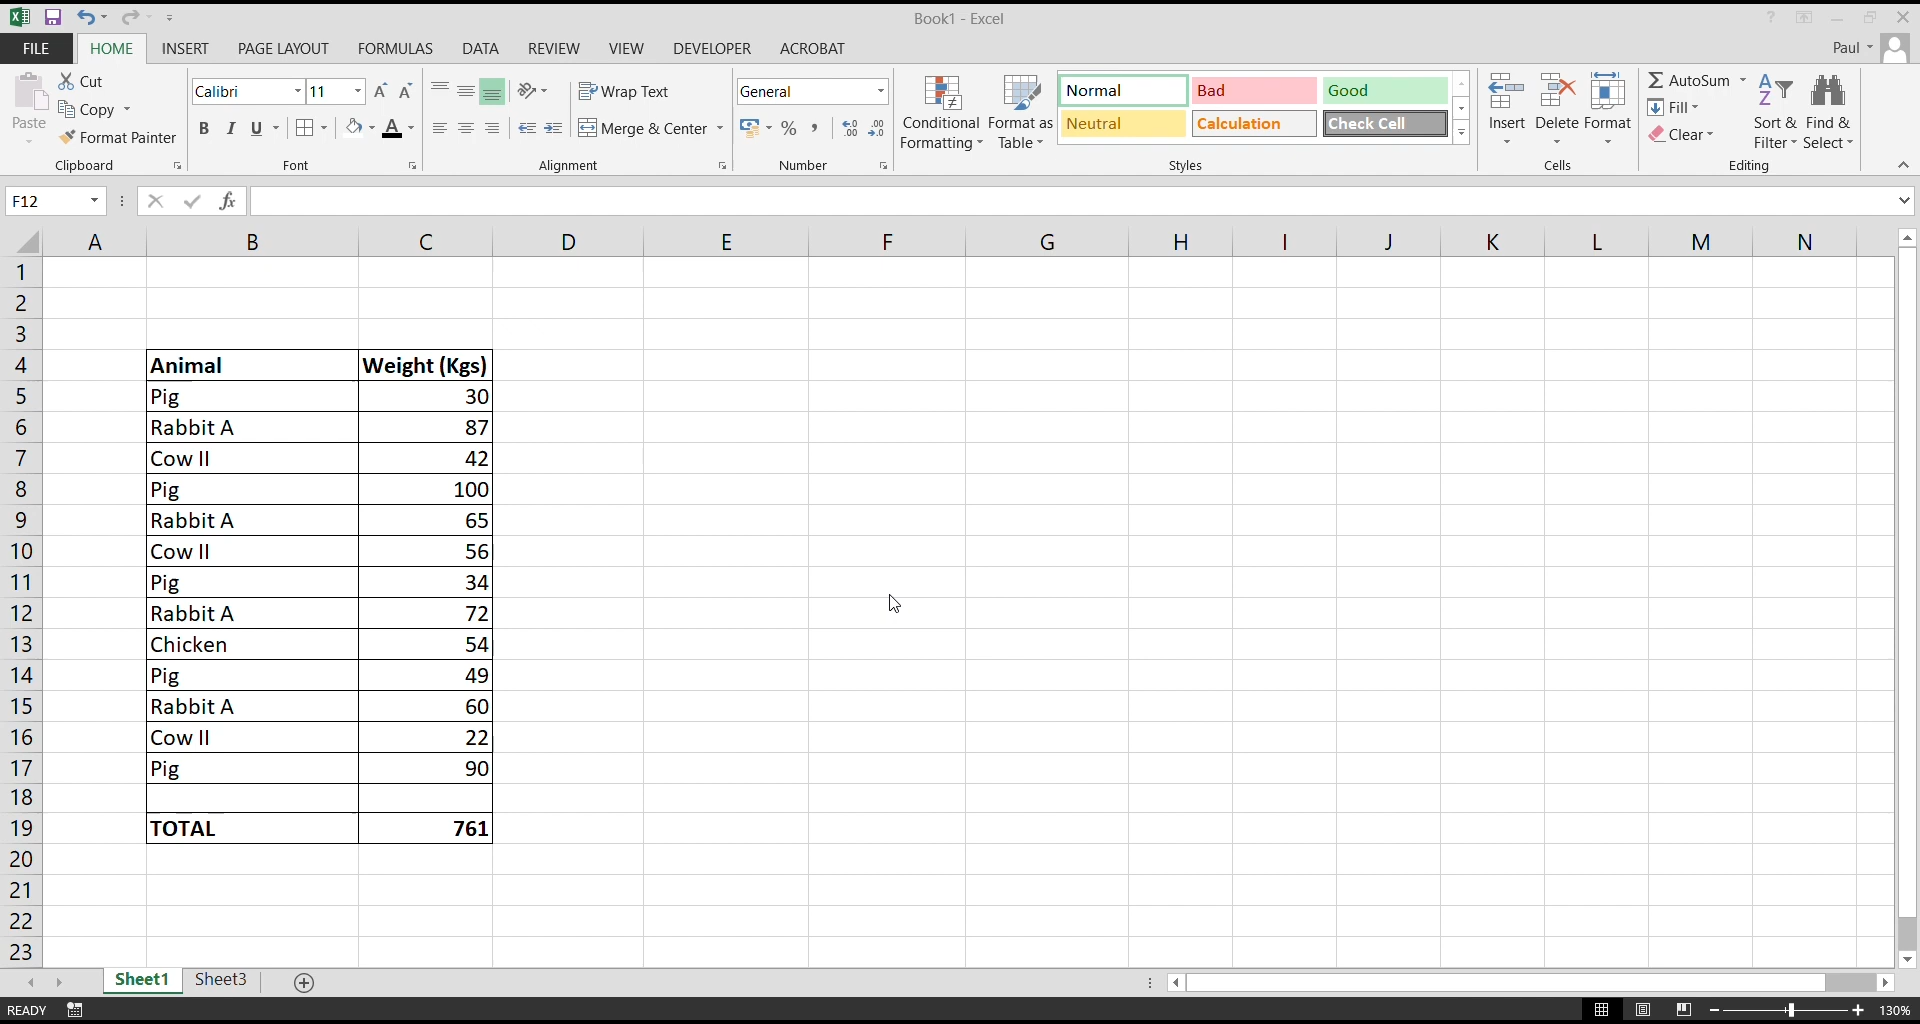 Book1 - Excel
FILE HOME INSERT PAGE LAYOUT FORMULAS DATA REVIEW VIEW DEVELOPER ACROBAT Paul
Paste Cut Copy Format Painter
Clipboard
Calibri 11
B I U A
Font
Wrap Text
Merge & Center
Alignment
General
%
Number
Conditional Formatting
Format as Table
Normal Bad Good
Neutral Calculation Check Cell
Styles
Insert Delete Format
Cells
AutoSum
Fill
Clear
Sort & Filter
Find & Select
Editing
F12 fx
A B C D E F G H I J K L M N
1
2
3
4 Animal Weight (Kgs)
5 Pig 30
6 Rabbit A 87
7 Cow II 42
8 Pig 100
9 Rabbit A 65
10 Cow II 56
11 Pig 34
12 Rabbit A 72
13 Chicken 54
14 Pig 49
15 Rabbit A 60
16 Cow II 22
17 Pig 90
18
19 TOTAL 761
20
21
22
23
Sheet1 Sheet3
READY 130%